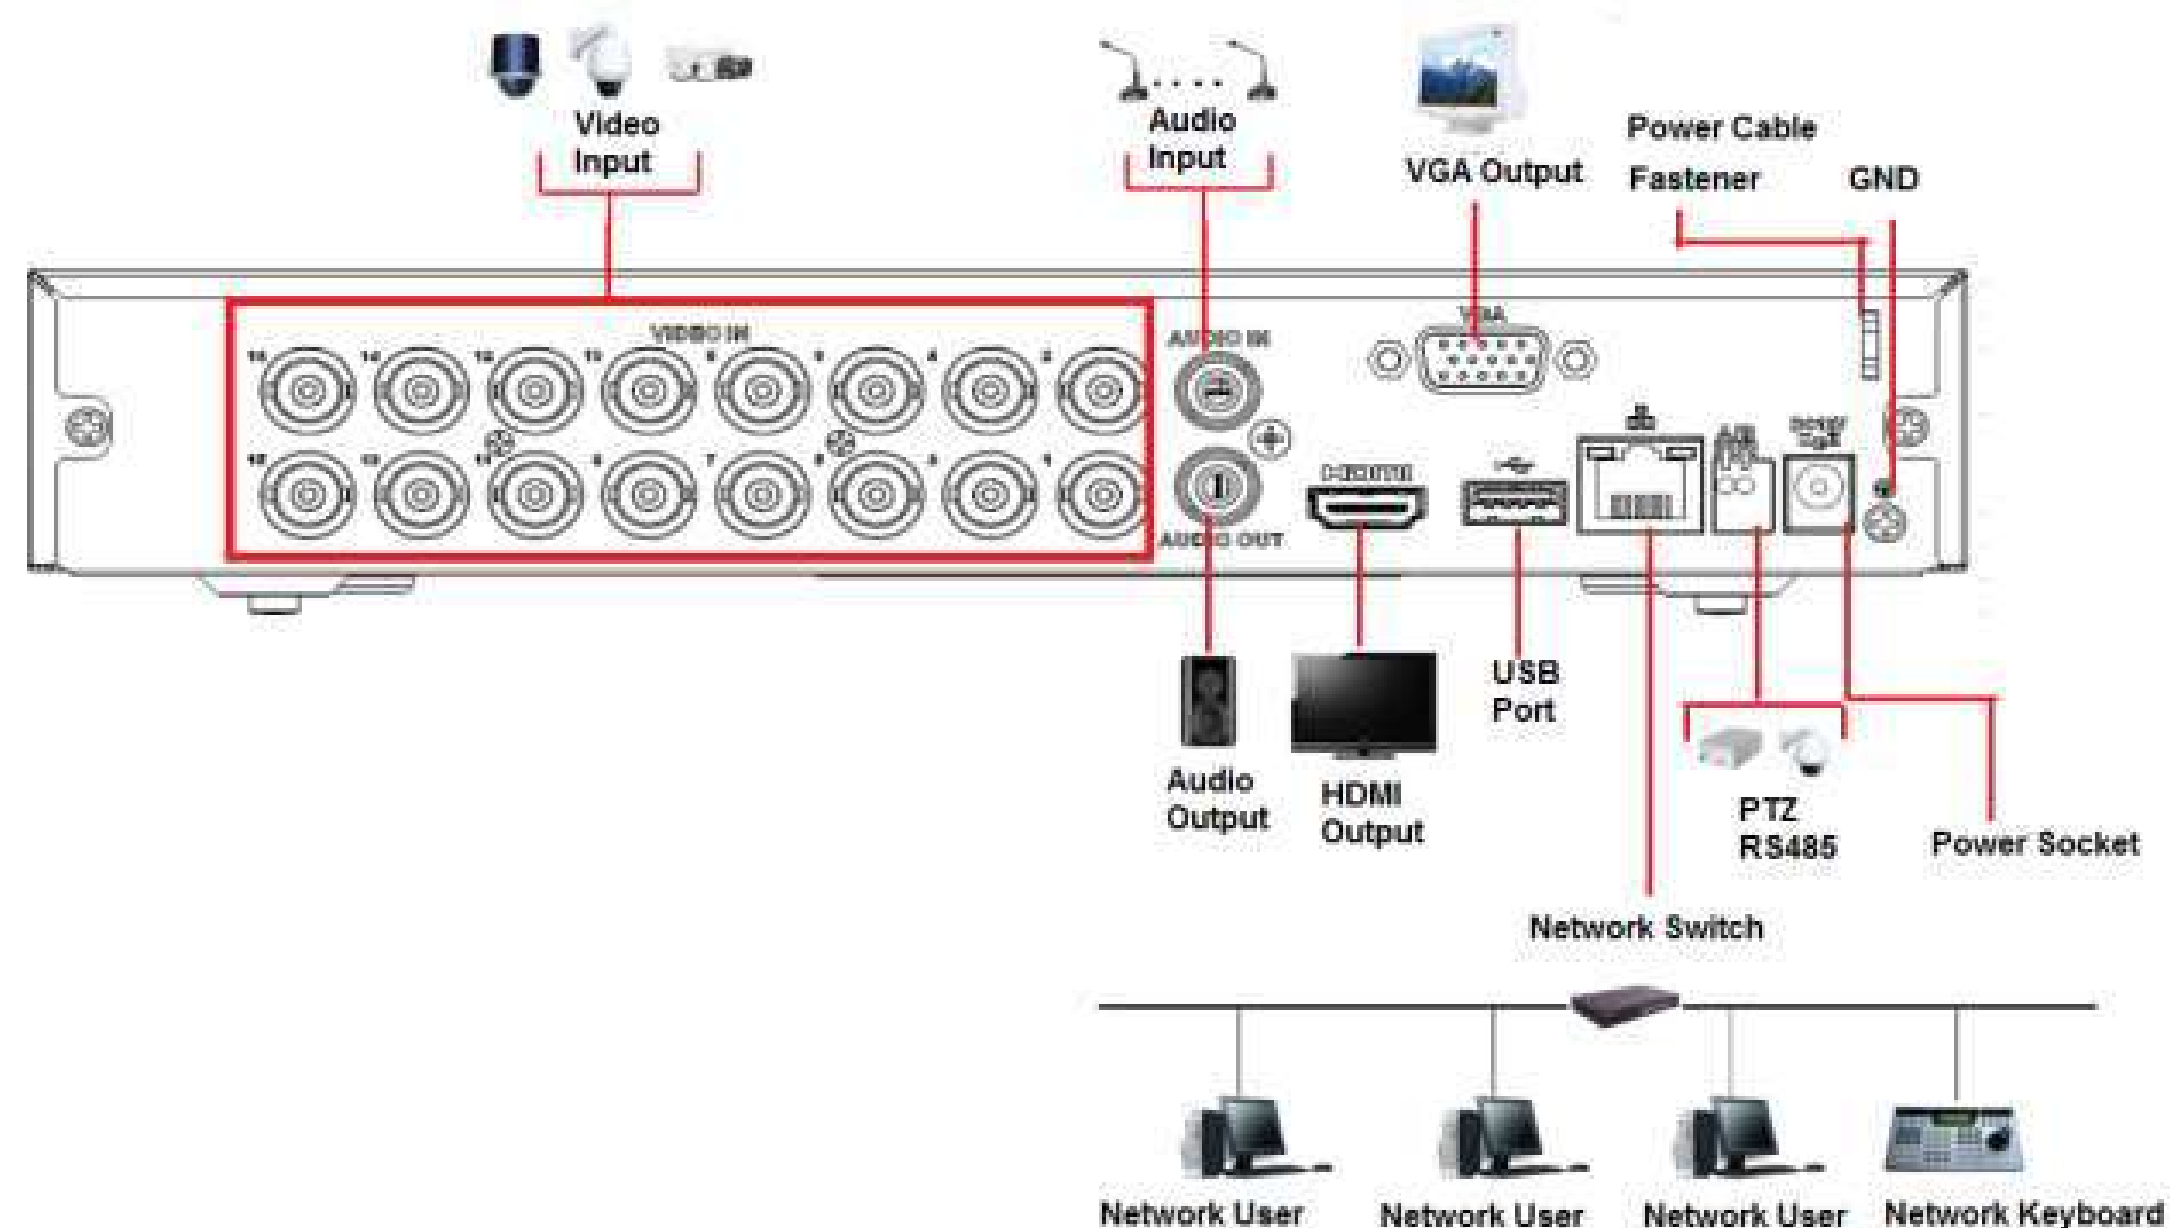 Video
Input
Audio
Input
VGA Output
Power Cable
Fastener
GND
VIDEO IN
AUDIO IN
VGA
HDMI
AUDIO OUT
USB
Port
Audio
Output
HDMI
Output
PTZ
RS485
Power Socket
Network Switch
Network User
Network User
Network User
Network Keyboard